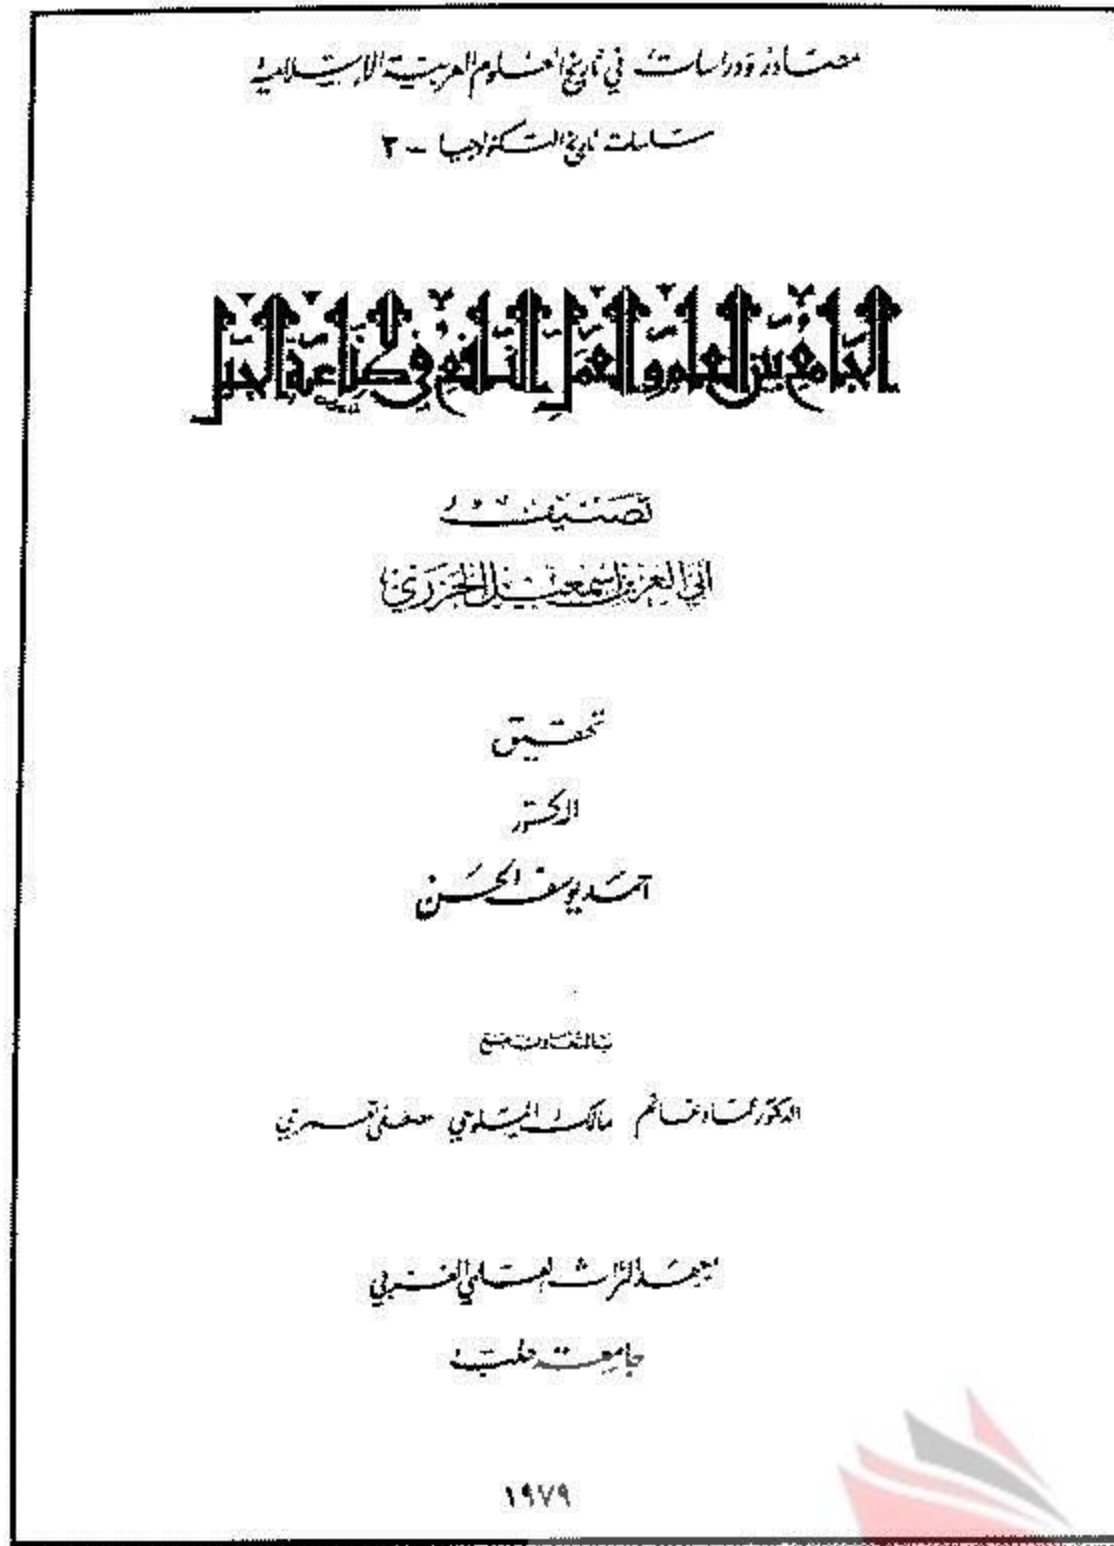 مصادر ودراسات في تاريخ العلوم العربية الإسلامية
سلسلة تاريخ التكنولوجيا - ٢
الجامع بين العلم والعمل النافع في صناعة الحيل
تصنيف
أبي العز بن إسمعيل الجزري
تحقيق
الدكتور
احمد يوسف الحسن
بالتعاون مع
الدكتور عماد غانم مالك الملوحي مصطفى تعمري
معهد التراث العلمي العربي
جامعة حلب
١٩٧٩